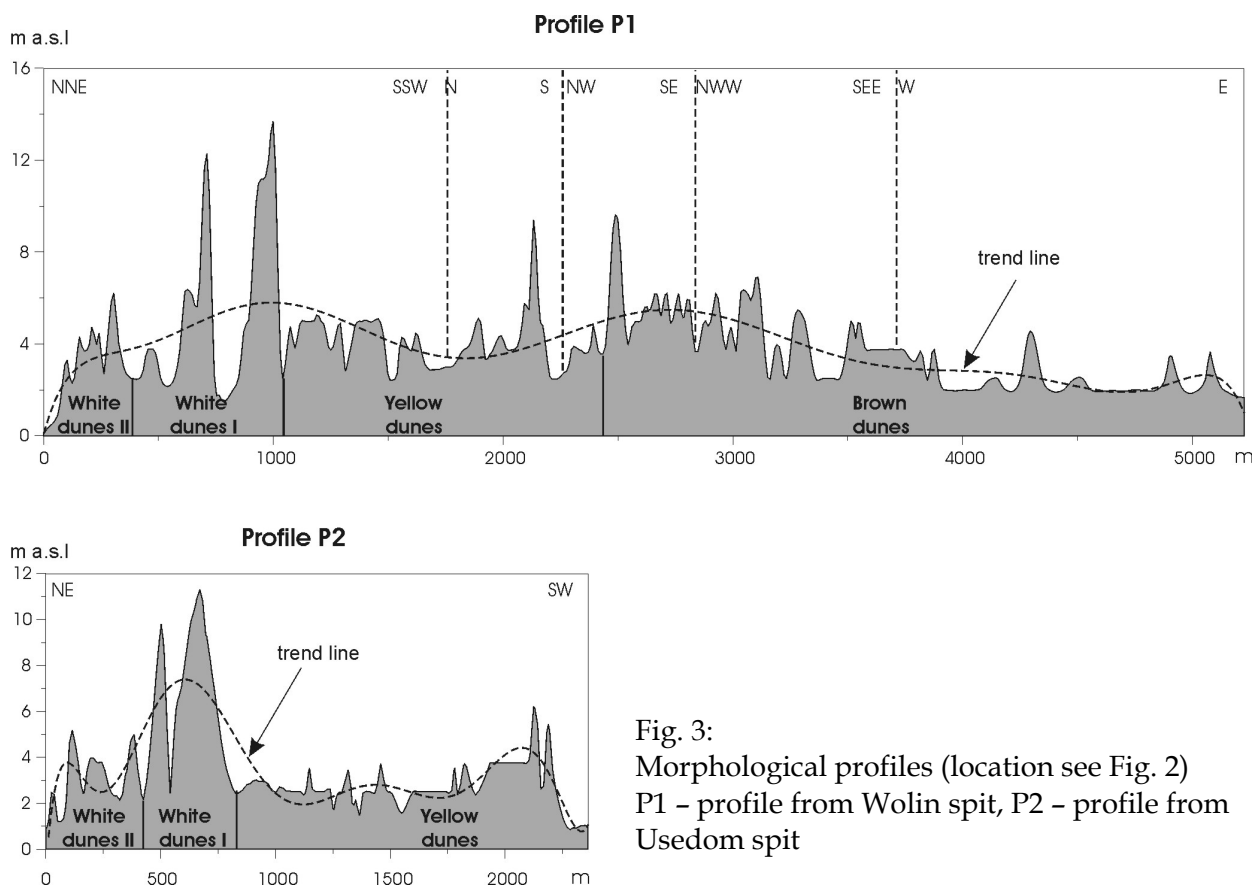 Profile P1
m a.s.l
16
12
8
4
0
NNE SSW N S NW SE NWW SEE W E
trend line
White dunes II
White dunes I
Yellow dunes
Brown dunes
0 1000 2000 3000 4000 5000 m
Profile P2
m a.s.l
12
10
8
6
4
2
0
NE SW
trend line
White dunes II
White dunes I
Yellow dunes
0 500 1000 1500 2000 m
Fig. 3:
Morphological profiles (location see Fig. 2)
P1 – profile from Wolin spit, P2 – profile from
Usedom spit